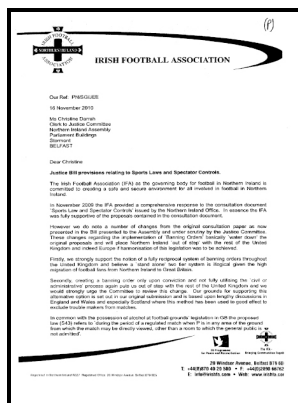 (P)
IRISH FOOTBALL
NORTHERN IRELAND
ASSOCIATION
IRISH FOOTBALL ASSOCIATION
Our Ref: PN/SGL/EE
16 November 2010
Ms Christine Darrah
Clerk to Justice Committee
Northern Ireland Assembly
Parliament Buildings
Stormont
BELFAST
Dear Christine
Justice Bill provisions relating to Sports Laws and Spectator Controls.
The Irish Football Association (IFA) as the governing body for football in Northern Ireland is
committed to creating a safe and secure environment for all involved in football in Northern
Ireland.
In November 2009 the IFA provided a comprehensive response to the consultation document
'Sports Law and Spectator Controls' issued by the Northern Ireland Office. In essence the IFA
was fully supportive of the proposals contained in the consultation document.
However we do note a number of changes from the original consultation paper as now
presented in the Bill presented to the Assembly and under scrutiny by the Justice Committee.
These changes regarding the implementation of 'Banning Orders' basically 'water down' the
original proposals and will place Northern Ireland 'out of step' with the rest of the United
Kingdom and indeed Europe if harmonisation of this legislation was to be achieved.
Firstly, we strongly support the notion of a fully reciprocal system of banning orders throughout
the United Kingdom and believe a 'stand alone' two tier system is illogical given the high
migration of football fans from Northern Ireland to Great Britain.
Secondly, creating a banning order only upon conviction and not fully utilising the 'civil or
administrative' process again puts us out of step with the rest of the United Kingdom and we
would strongly urge the Committee to review this change. Our grounds for supporting this
alternative option is set out in our original submission and is based upon lengthy discussions in
England and Wales and especially Scotland where this method has been used to good effect to
exclude trouble makers from matches.
In common with the possession of alcohol at football grounds' legislation in GB the proposed
law (S43) refers to 'during the period of a regulated match when P is in any area of the ground
from which the match may be directly viewed, other than a room to which the general public is
not admitted'.
20 Windsor Avenue, Belfast BT9 6D